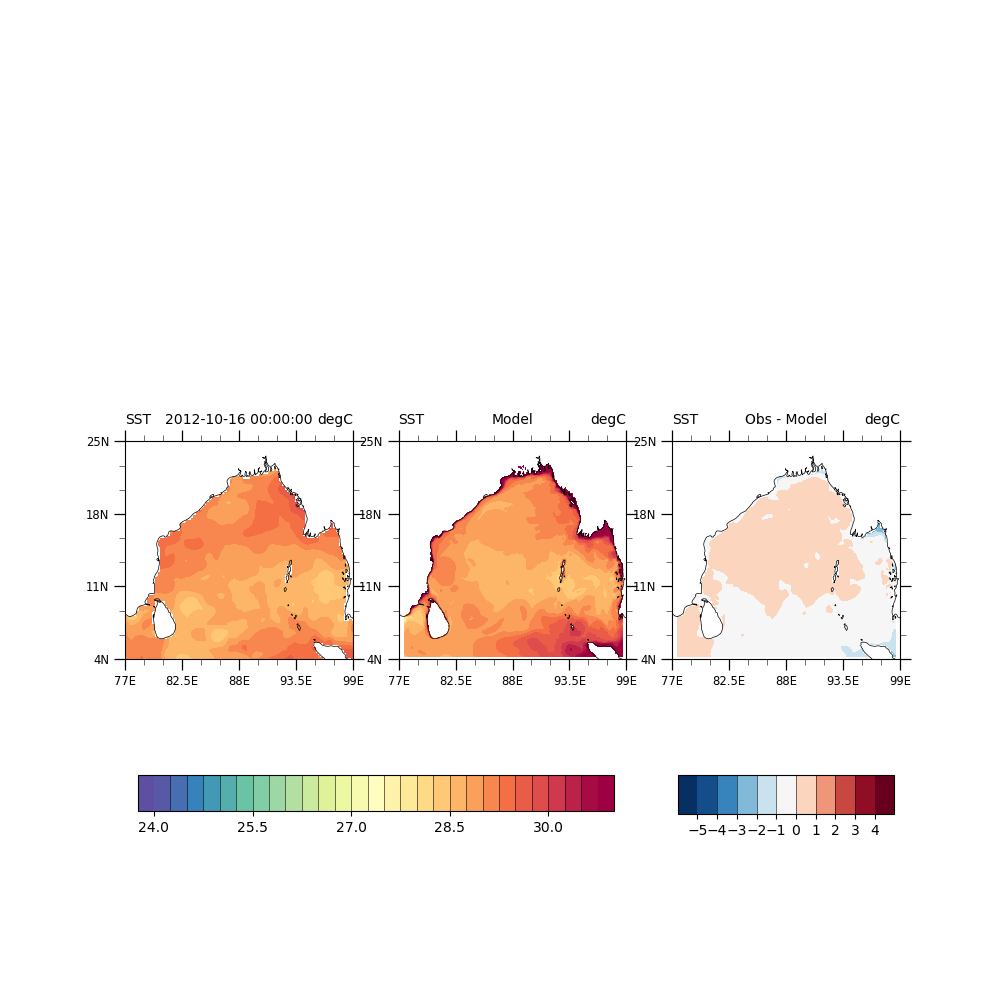 SST 2012-10-16 00:00:00 degC
SST Model degC
SST Obs - Model degC
25N
18N
11N
4N
77E 82.5E 88E 93.5E 99E
25N
18N
11N
4N
77E 82.5E 88E 93.5E 99E
25N
18N
11N
4N
77E 82.5E 88E 93.5E 99E
24.0 25.5 27.0 28.5 30.0
−5 −4 −3 −2 −1 0 1 2 3 4